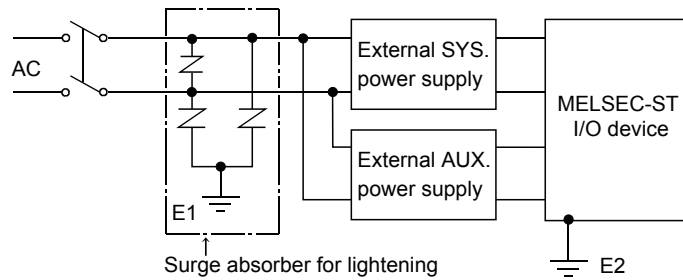 AC
External SYS.
power supply
MELSEC-ST
I/O device
External AUX.
power supply
E1
E2
Surge absorber for lightening